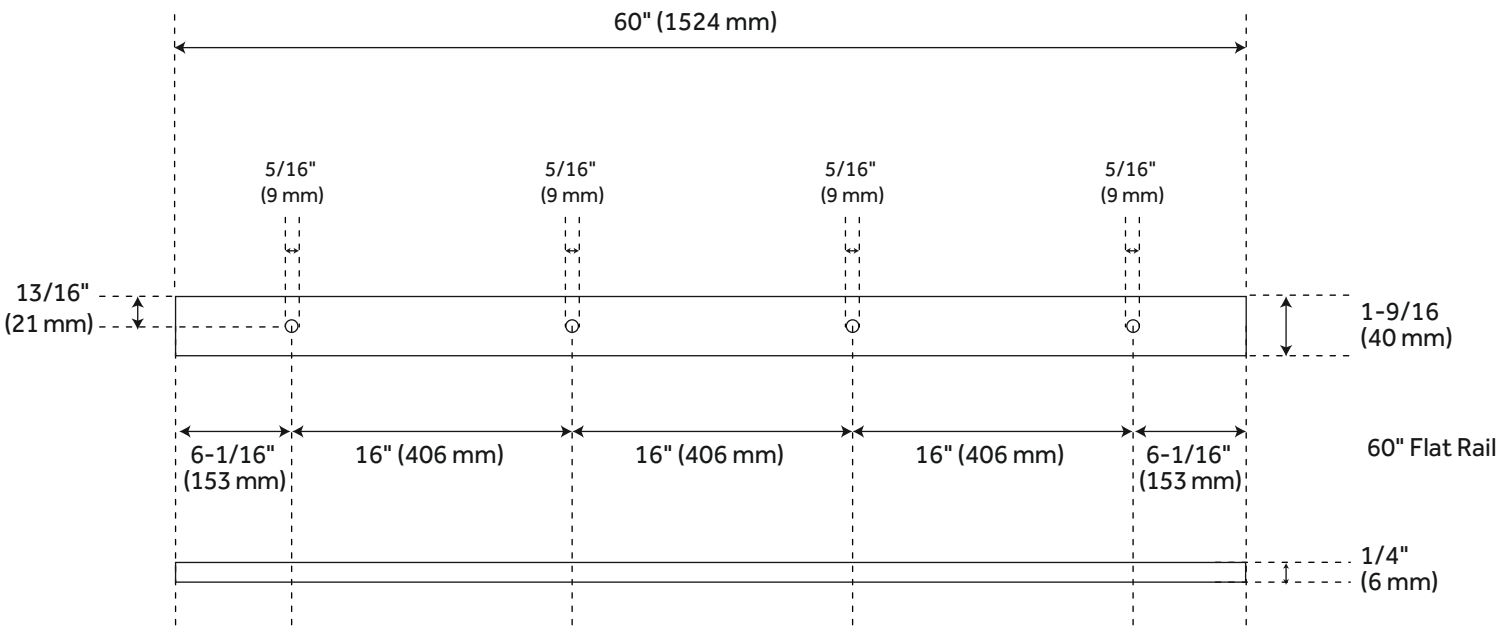 60" (1524 mm)
5/16"
(9 mm)
5/16"
(9 mm)
5/16"
(9 mm)
5/16"
(9 mm)
13/16"
(21 mm)
1-9/16
(40 mm)
6-1/16"
(153 mm)
16" (406 mm)
16" (406 mm)
16" (406 mm)
6-1/16"
(153 mm)
60" Flat Rail
1/4"
(6 mm)